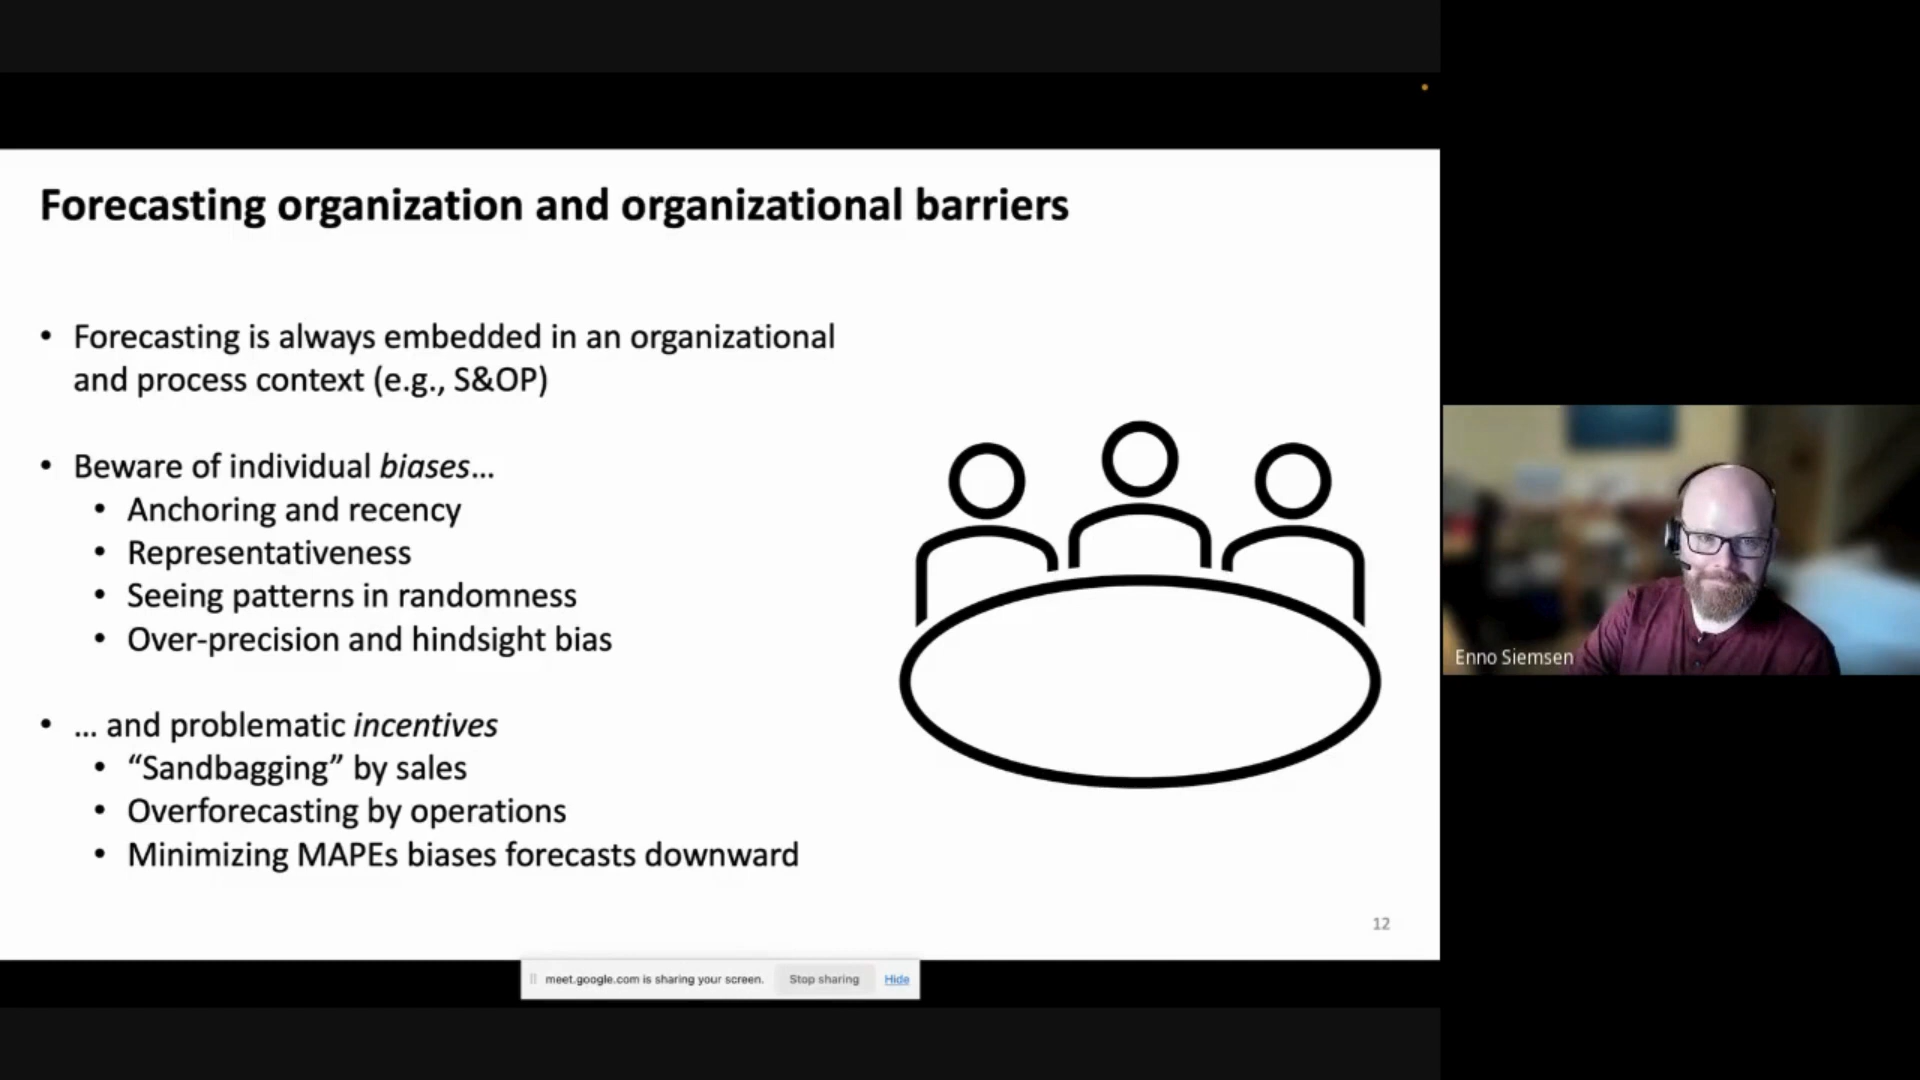 Forecasting organization and organizational barriers
• Forecasting is always embedded in an organizational
and process context (e.g., S&OP)
• Beware of individual biases…
• Anchoring and recency
• Representativeness
• Seeing patterns in randomness
• Over-precision and hindsight bias
• … and problematic incentives
• “Sandbagging” by sales
• Overforecasting by operations
• Minimizing MAPEs biases forecasts downward
12
meet.google.com is sharing your screen. Stop sharing Hide
Enno Siemsen